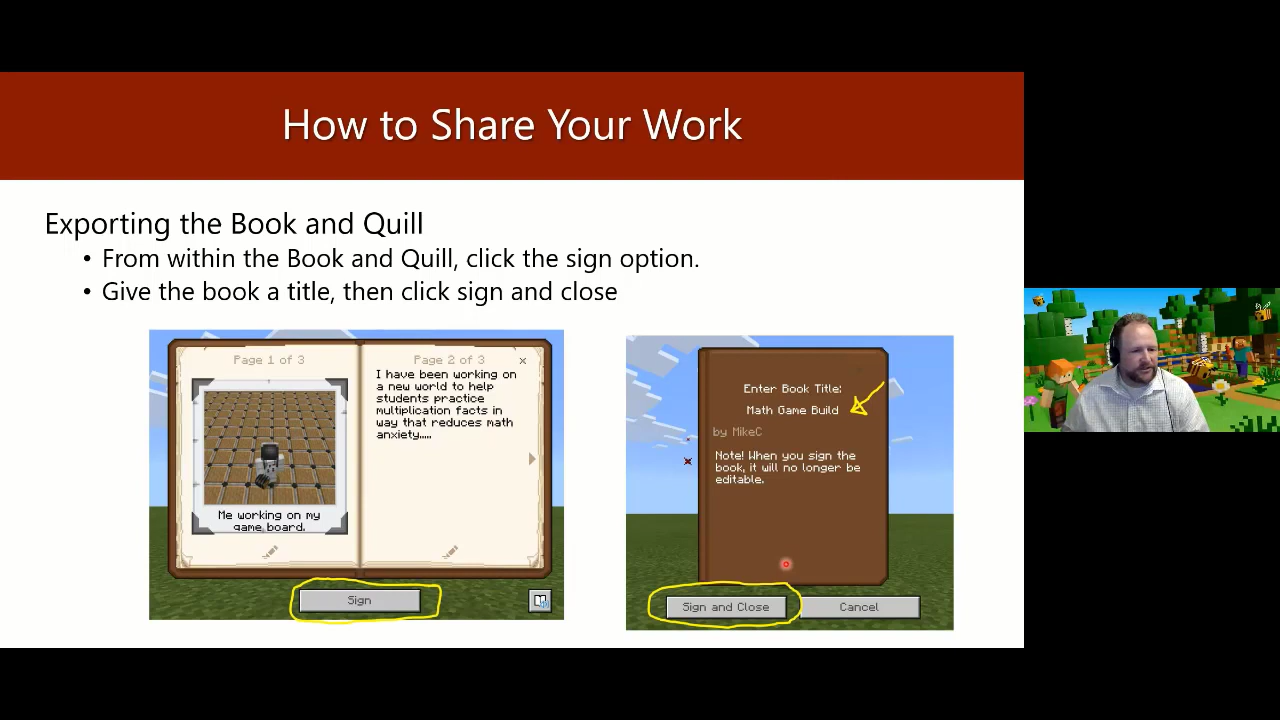 How to Share Your Work
Exporting the Book and Quill
• From within the Book and Quill, click the sign option.
• Give the book a title, then click sign and close
Page 1 of 3
Me working on my
game board.
Page 2 of 3
I have been working on
a new world to help
students practice
multiplication facts in
way that reduces math
anxiety.....
Sign
Enter Book Title:
Math Game Build
by MikeC
Note! When you sign the
book, it will no longer be
editable.
Sign and Close
Cancel